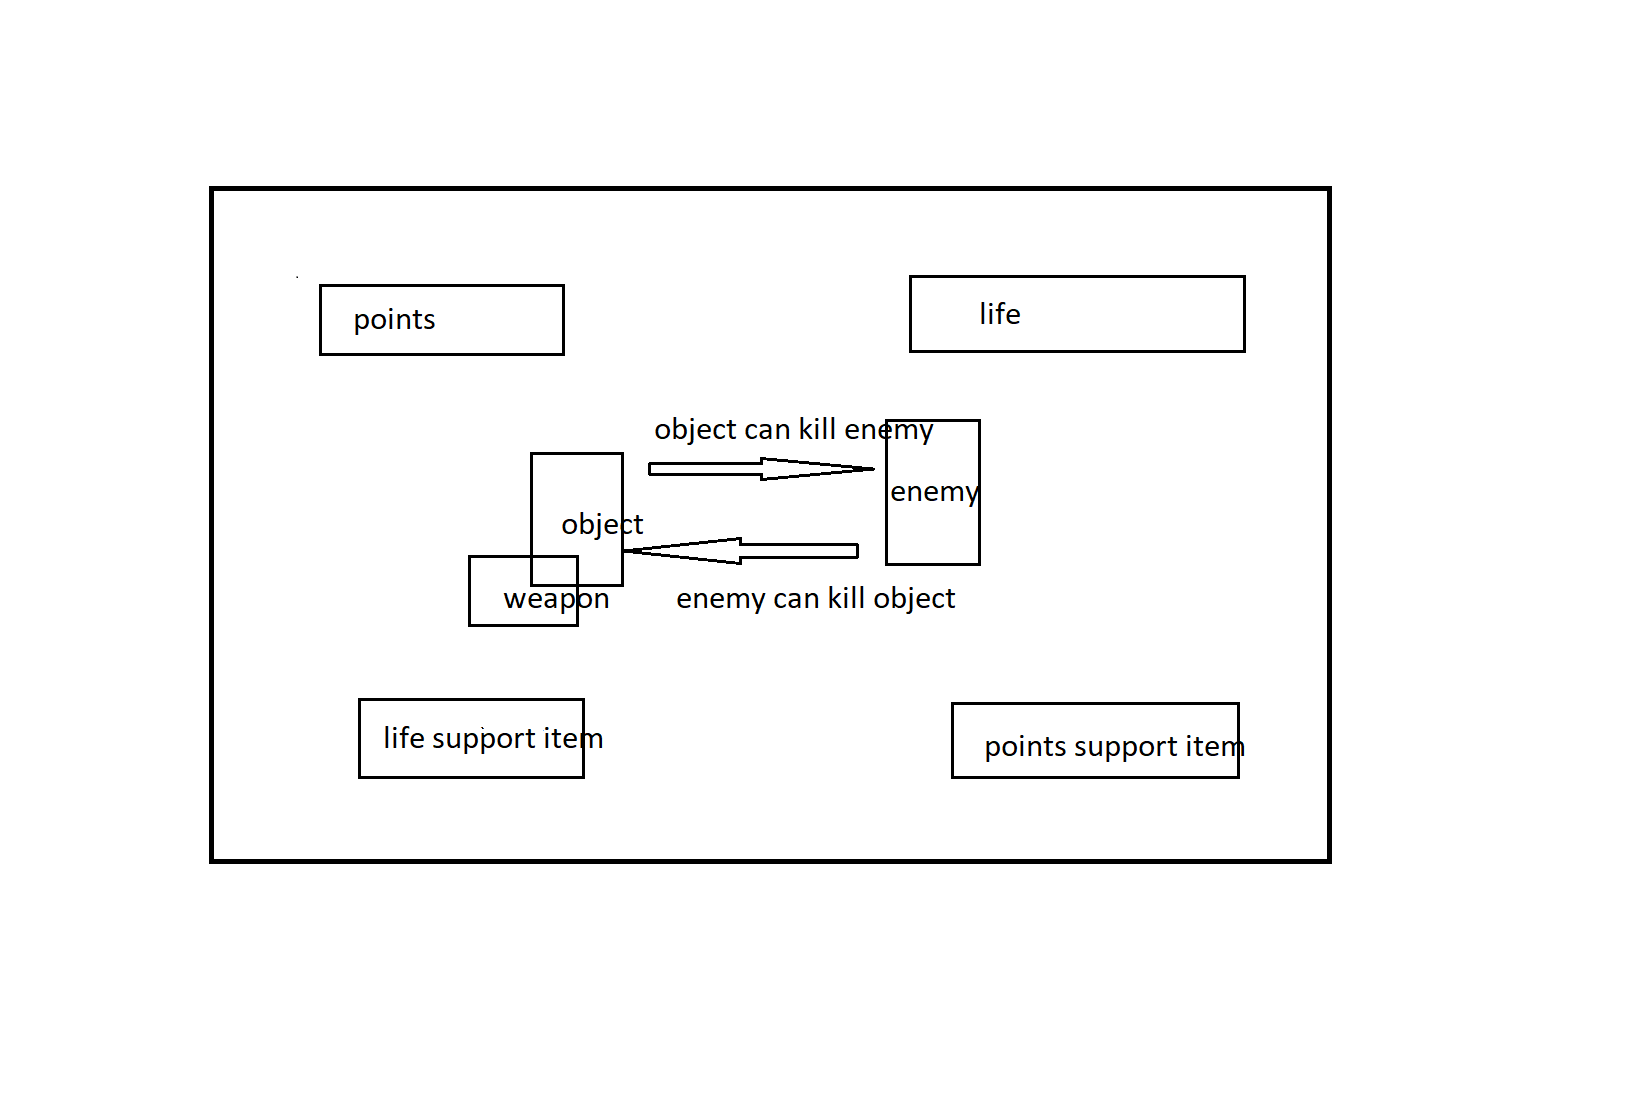 points
life
object can kill enemy
enemy
object
weapon
enemy can kill object
life support item
points support item